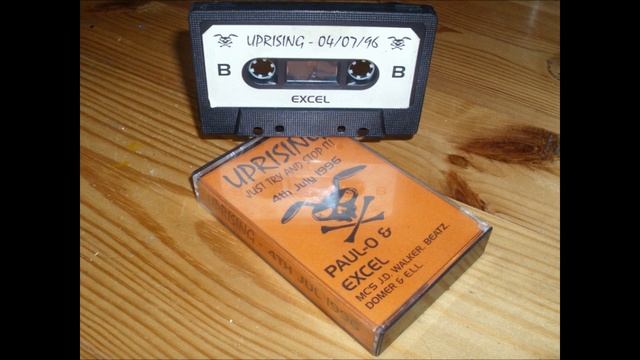 UPRISING - 04/07/96
B B
EXCEL
UPRISING
JUST TRY AND STOP IT!
4th July 1996
PAUL-O &
EXCEL
MC'S J.D. WALKER. BEATZ.
DOMER & E.L.L.
UPRISING - 4TH JUL 1996